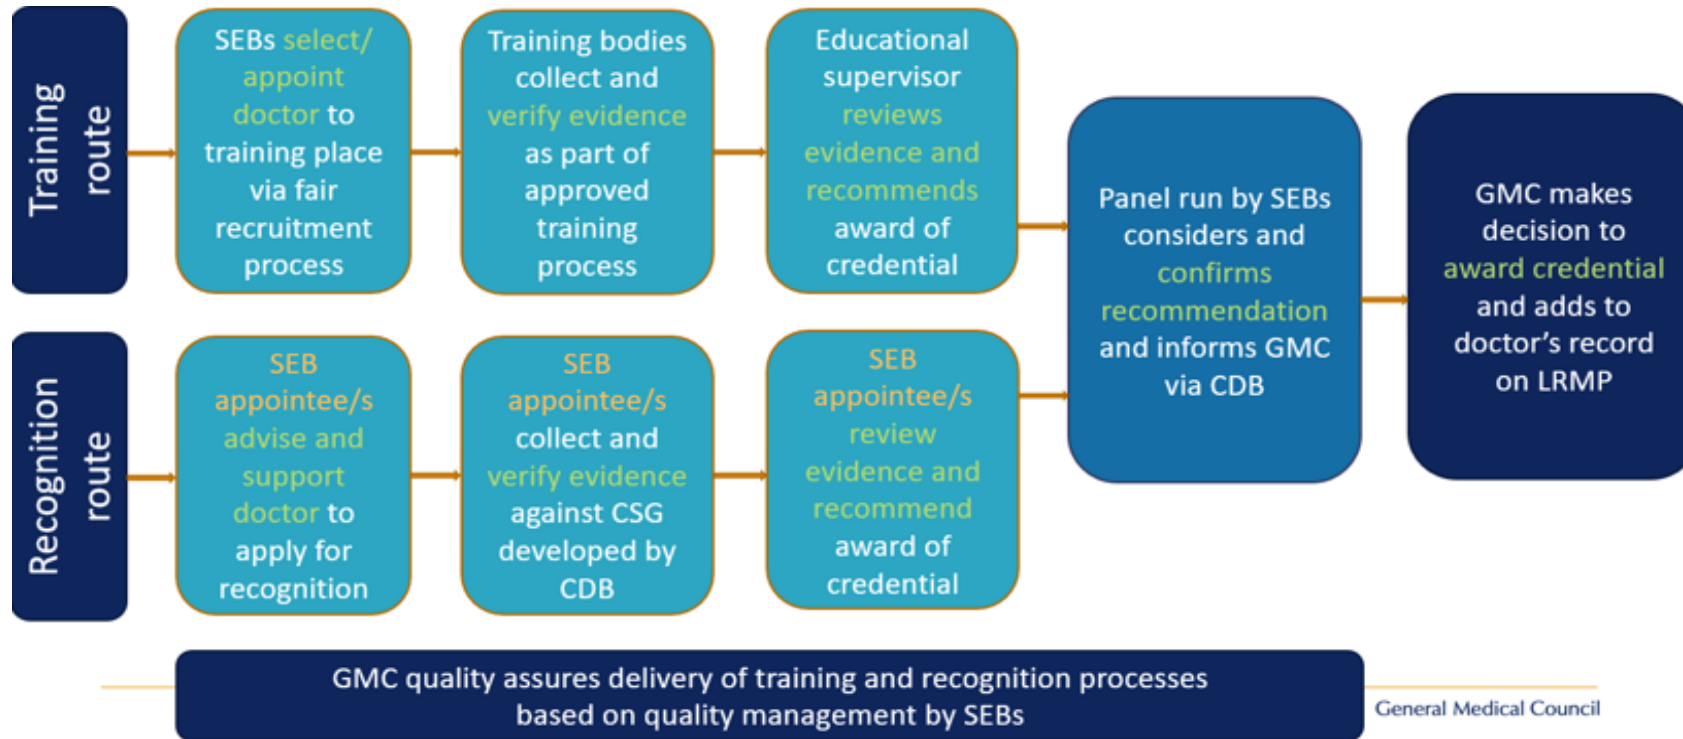 Training
route
SEBs select/
appoint
doctor to
training place
via fair
recruitment
process
Training bodies
collect and
verify evidence
as part of
approved
training
process
Educational
supervisor
reviews
evidence and
recommends
award of
credential
Recognition
route
SEB
appointee/s
advise and
support
doctor to
apply for
recognition
SEB
appointee/s
collect and
verify evidence
against CSG
developed by
CDB
SEB
appointee/s
review
evidence and
recommend
award of
credential
Panel run by SEBs
considers and
confirms
recommendation
and informs GMC
via CDB
GMC makes
decision to
award credential
and adds to
doctor’s record
on LRMP
GMC quality assures delivery of training and recognition processes
based on quality management by SEBs
General Medical Council